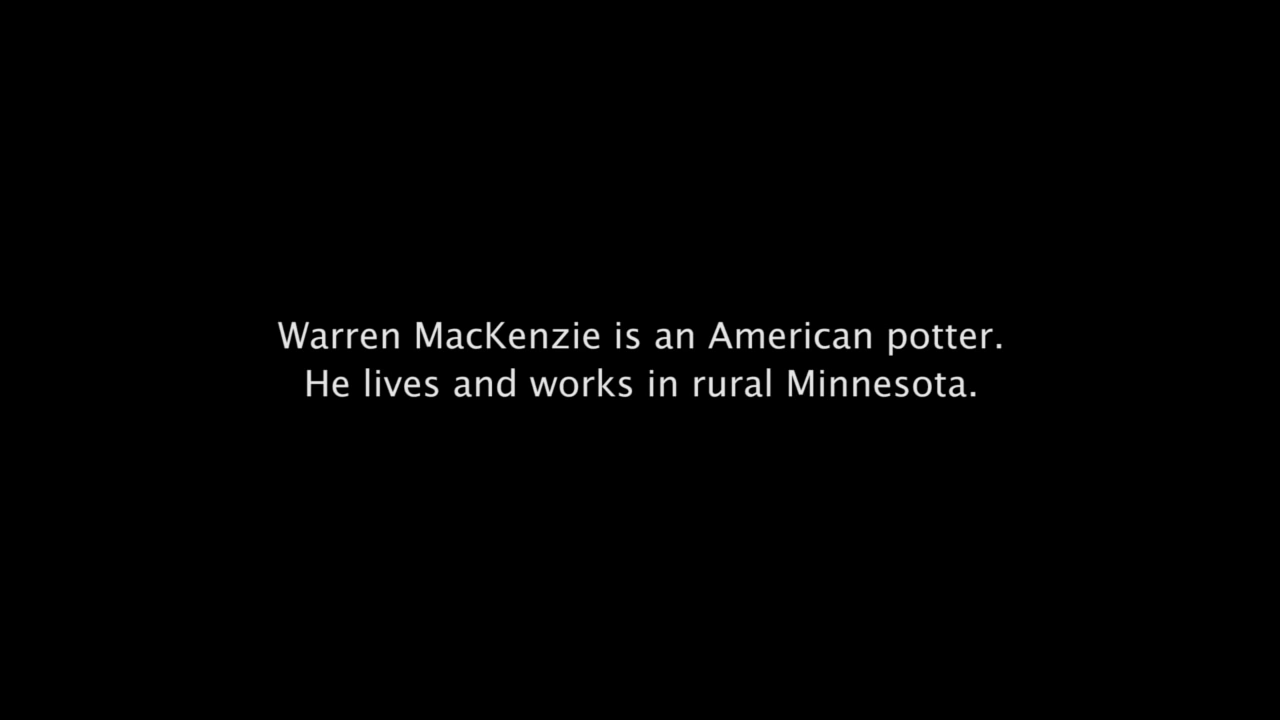 Warren MacKenzie is an American potter.
He lives and works in rural Minnesota.